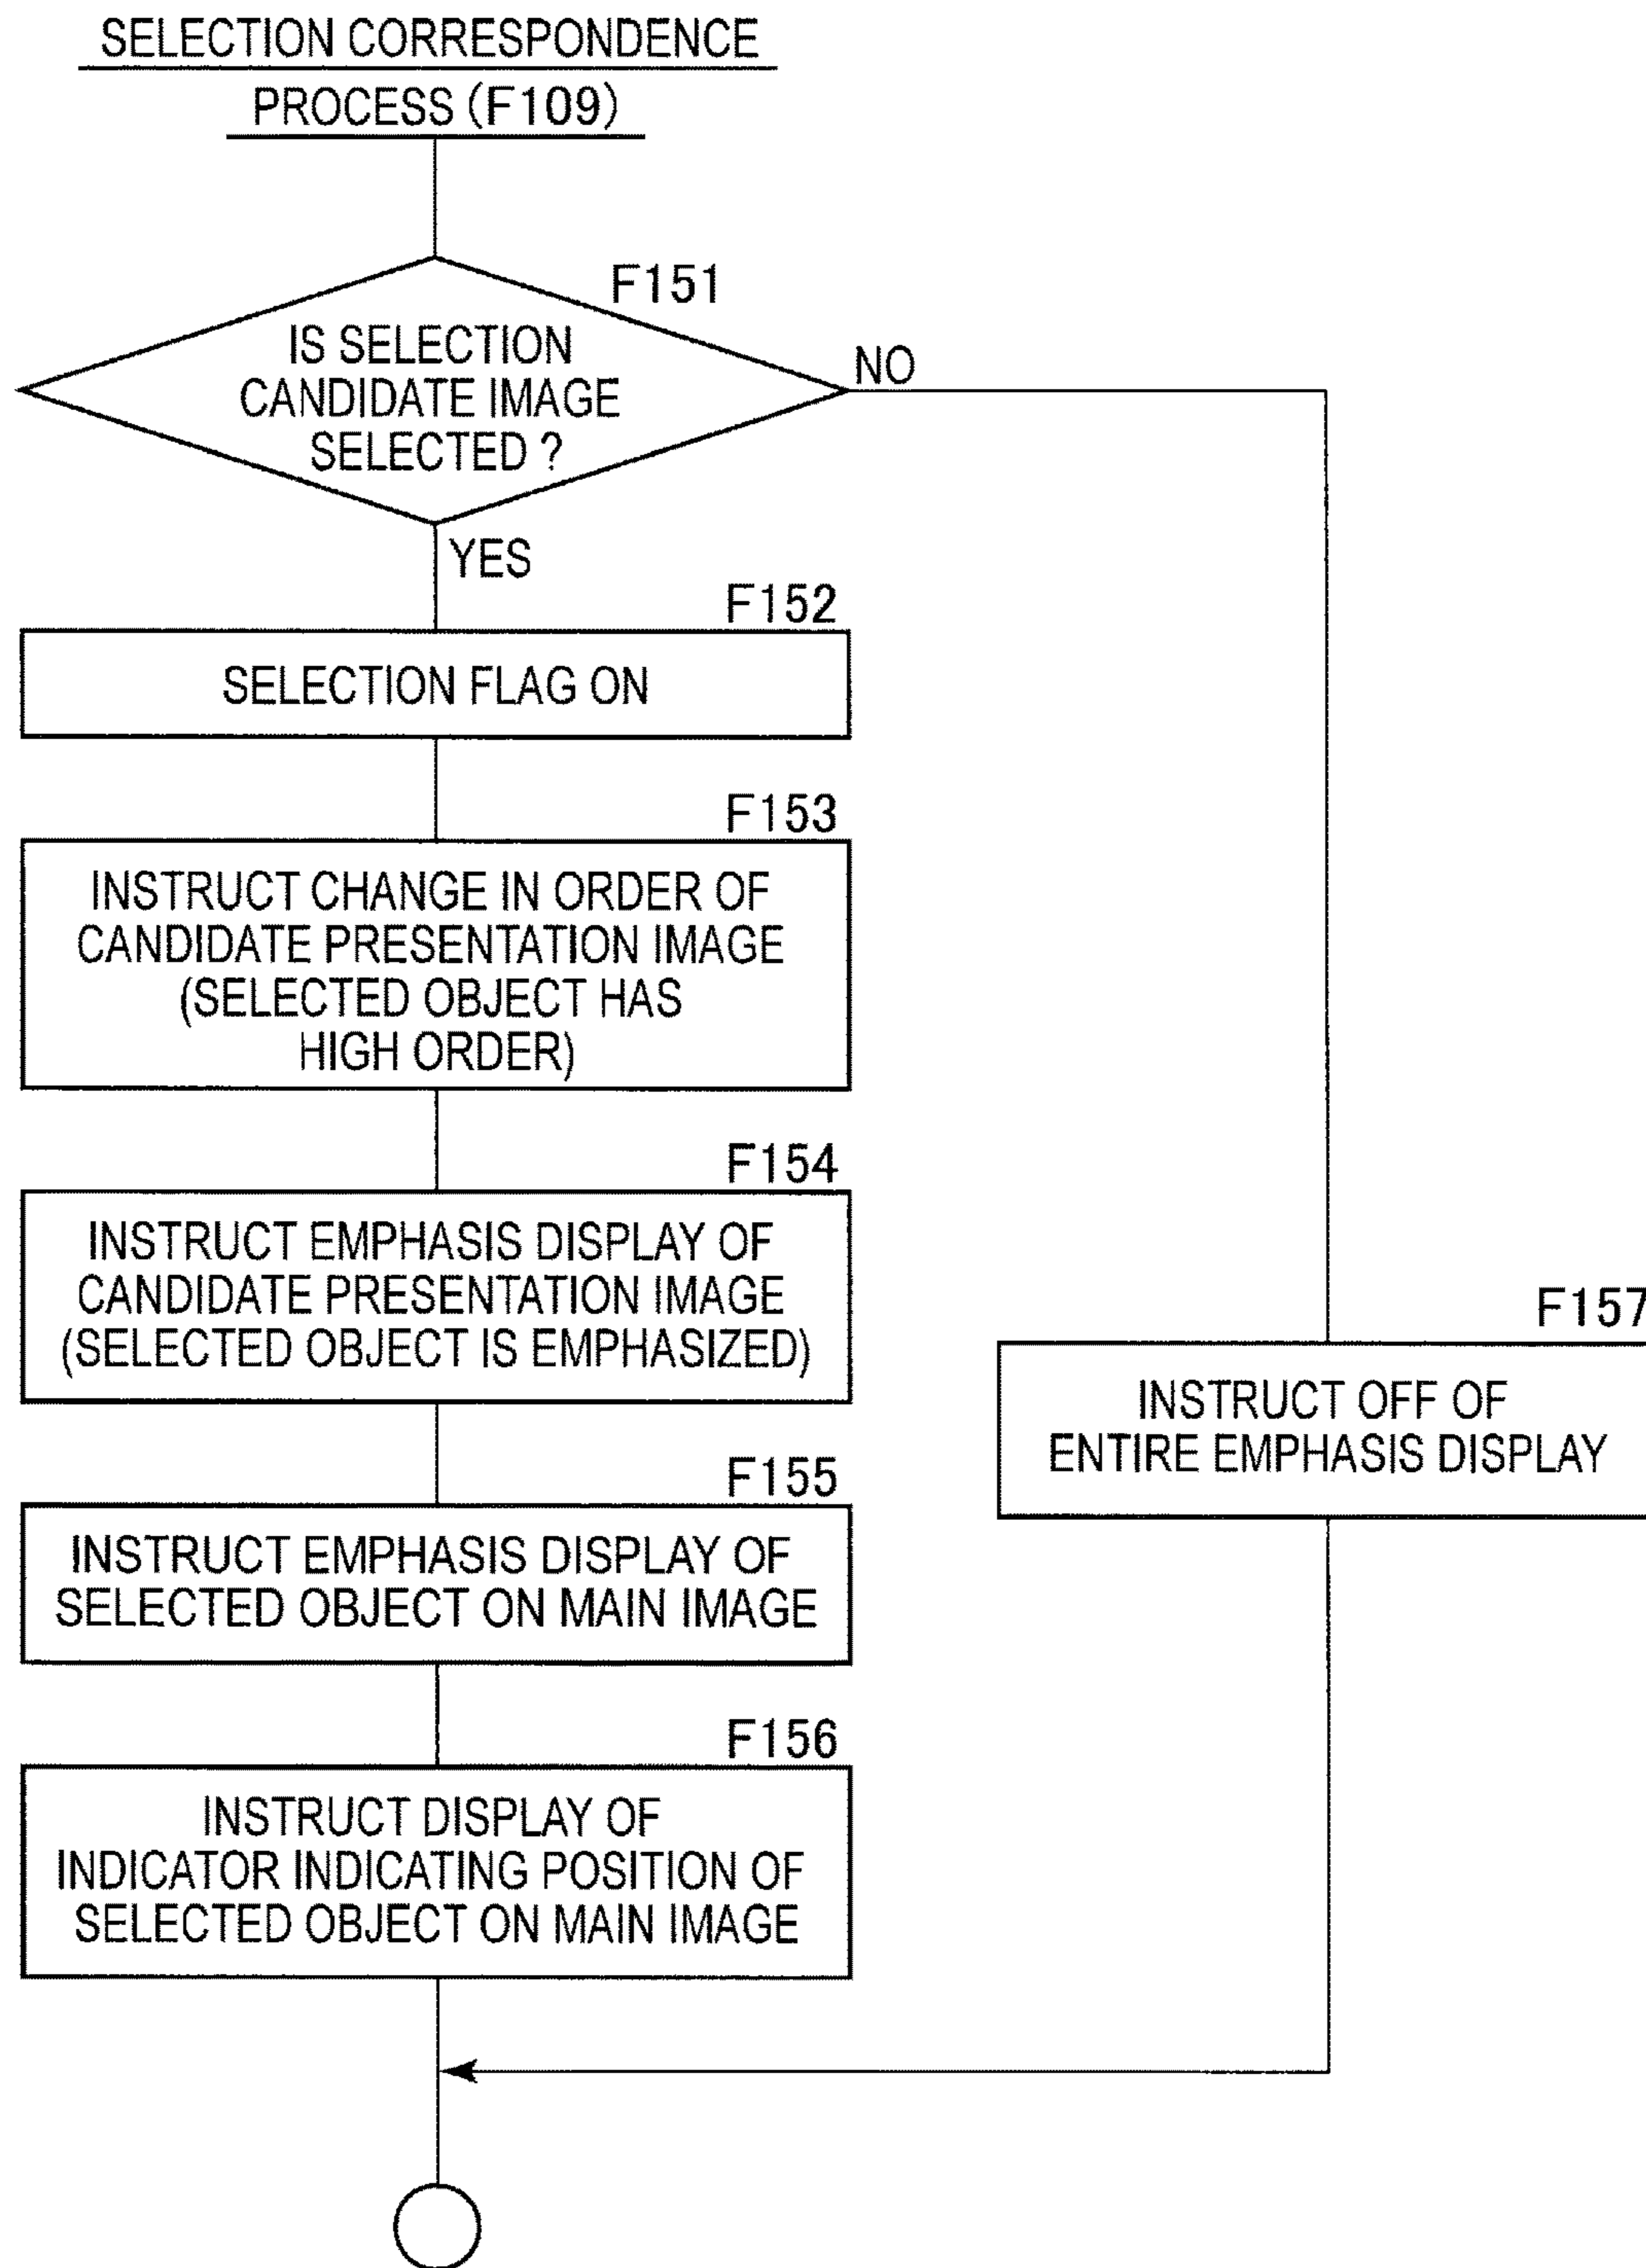 SELECTION CORRESPONDENCE
PROCESS (F109)
F151
IS SELECTION
CANDIDATE IMAGE
SELECTED ?
NO
YES
F152
SELECTION FLAG ON
F153
INSTRUCT CHANGE IN ORDER OF
CANDIDATE PRESENTATION IMAGE
(SELECTED OBJECT HAS
HIGH ORDER)
F154
INSTRUCT EMPHASIS DISPLAY OF
CANDIDATE PRESENTATION IMAGE
(SELECTED OBJECT IS EMPHASIZED)
F157
INSTRUCT OFF OF
ENTIRE EMPHASIS DISPLAY
F155
INSTRUCT EMPHASIS DISPLAY OF
SELECTED OBJECT ON MAIN IMAGE
F156
INSTRUCT DISPLAY OF
INDICATOR INDICATING POSITION OF
SELECTED OBJECT ON MAIN IMAGE